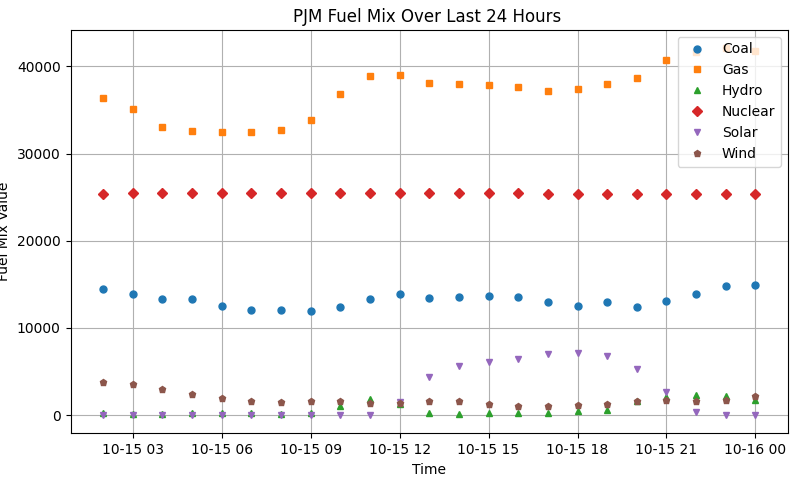 PJM Fuel Mix Over Last 24 Hours
Coal
Gas
Hydro
Nuclear
Solar
Wind
40000
30000
20000
10000
0
Fuel Mix Value
10-15 03 10-15 06 10-15 09 10-15 12 10-15 15 10-15 18 10-15 21 10-16 00
Time